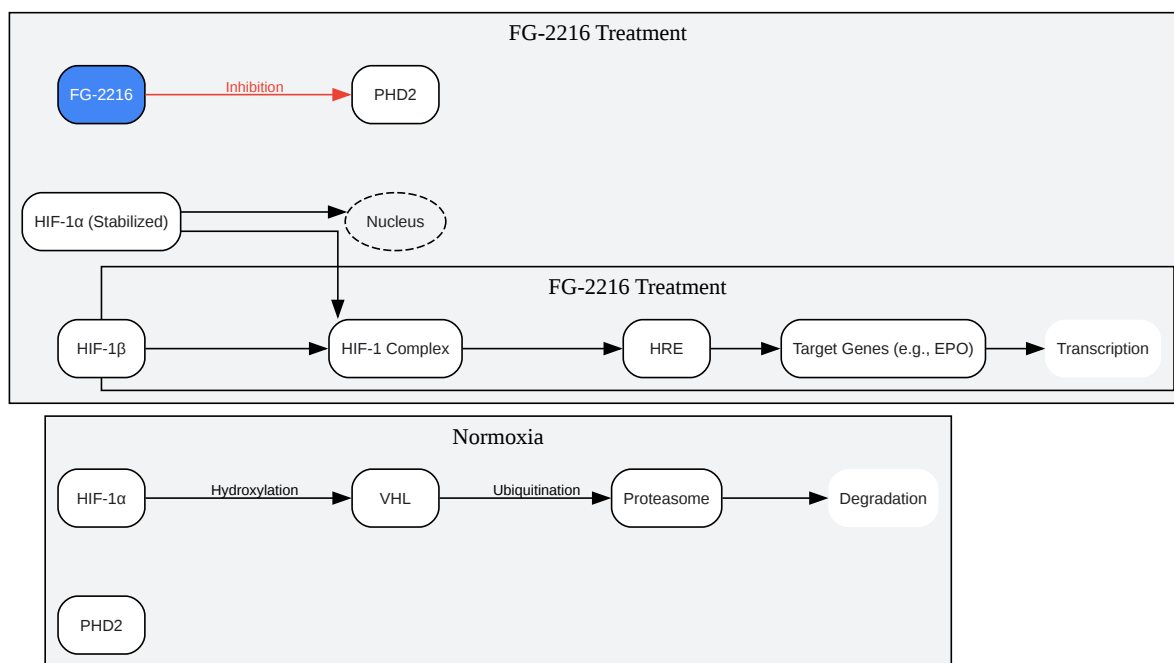 FG-2216 Treatment
FG-2216
Inhibition
PHD2
HIF-1α (Stabilized)
Nucleus
FG-2216 Treatment
HIF-1β
HIF-1 Complex
HRE
Target Genes (e.g., EPO)
Transcription
Normoxia
HIF-1α
Hydroxylation
VHL
Ubiquitination
Proteasome
Degradation
PHD2